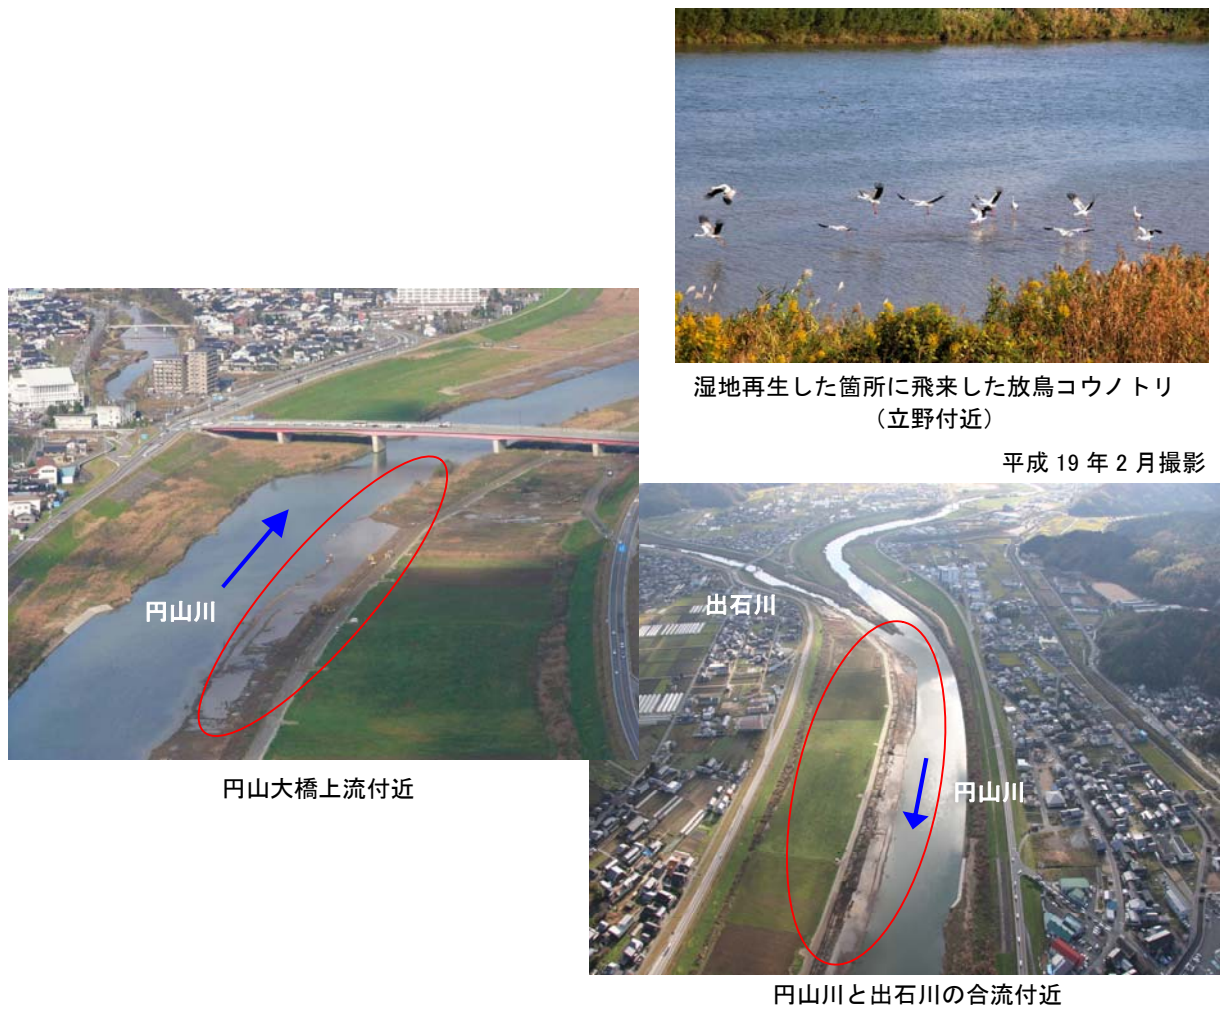 湿地再生した箇所に飛来した放鳥コウノトリ
（立野付近）
平成 19 年 2 月撮影
円山川
円山大橋上流付近
出石川
円山川
円山川と出石川の合流付近